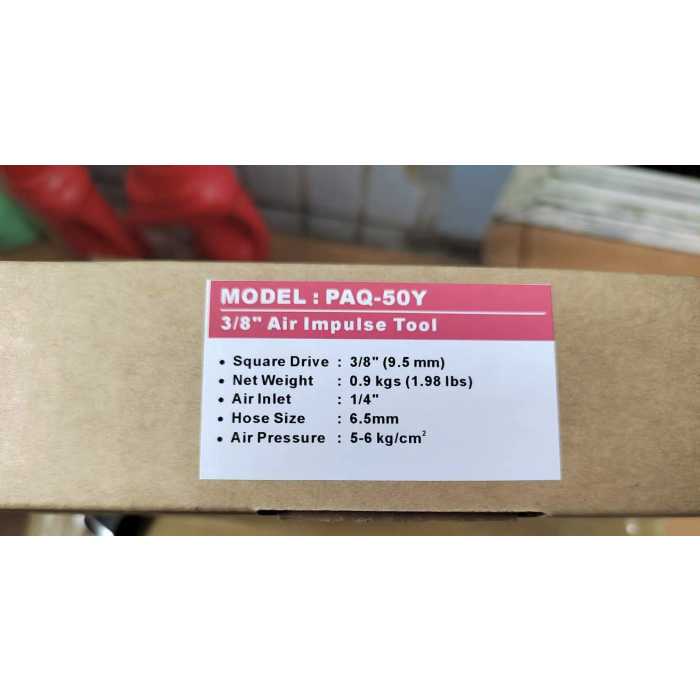 MODEL : PAQ-50Y
3/8" Air Impulse Tool
• Square Drive : 3/8" (9.5 mm)
• Net Weight : 0.9 kgs (1.98 lbs)
• Air Inlet : 1/4"
• Hose Size : 6.5mm
• Air Pressure : 5-6 kg/cm²